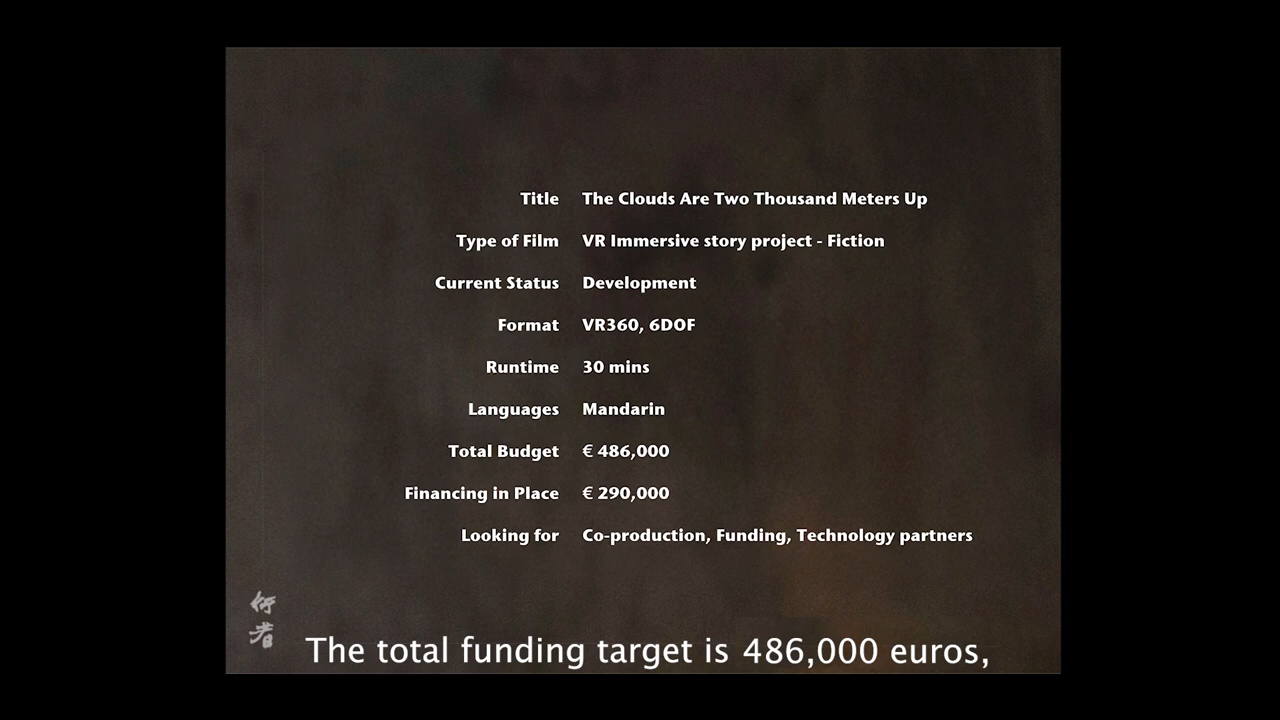 Title The Clouds Are Two Thousand Meters Up
Type of Film VR Immersive story project - Fiction
Current Status Development
Format VR360, 6DOF
Runtime 30 mins
Languages Mandarin
Total Budget € 486,000
Financing in Place € 290,000
Looking for Co-production, Funding, Technology partners
何者
The total funding target is 486,000 euros,